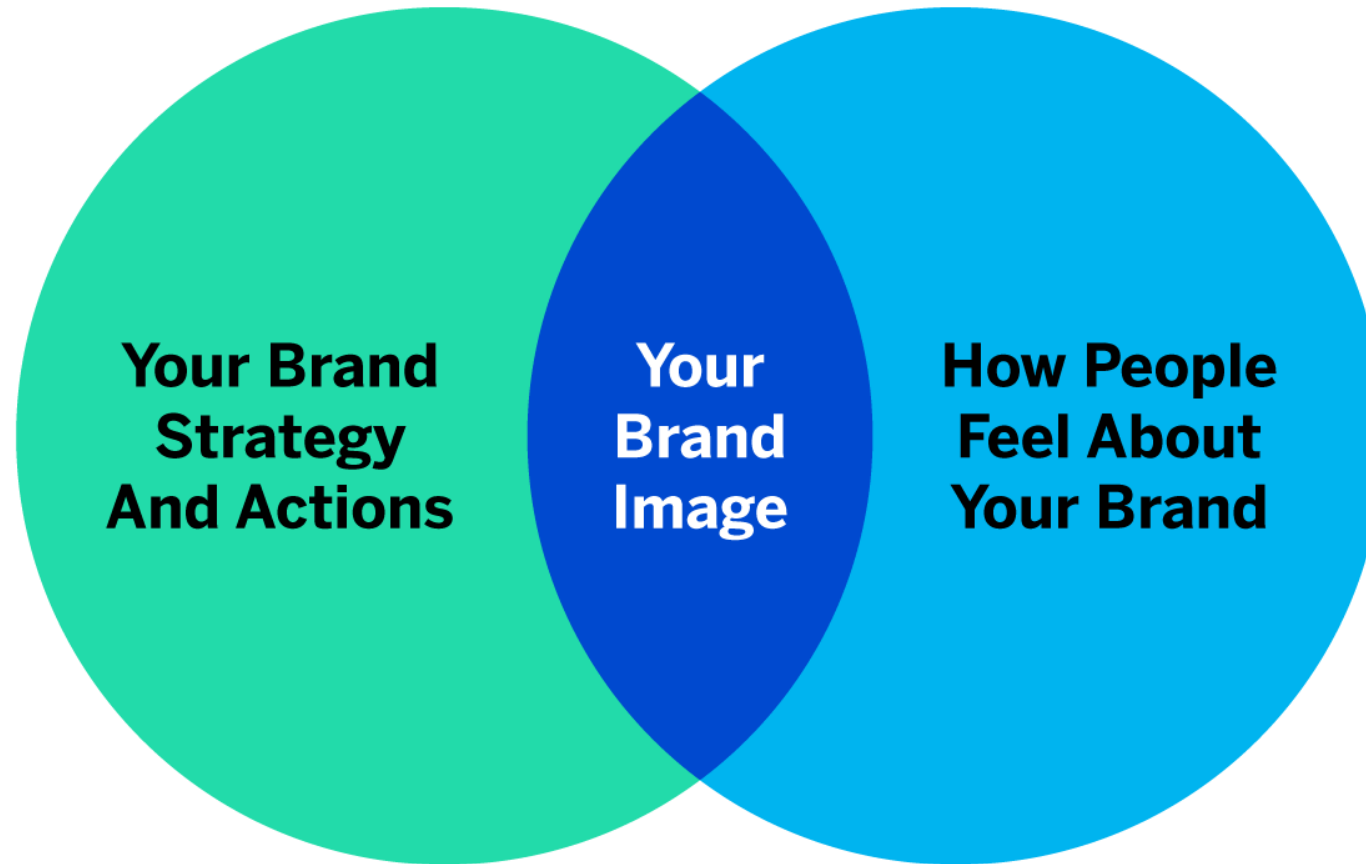 Your Brand
Strategy
And Actions
Your
Brand
Image
How People
Feel About
Your Brand